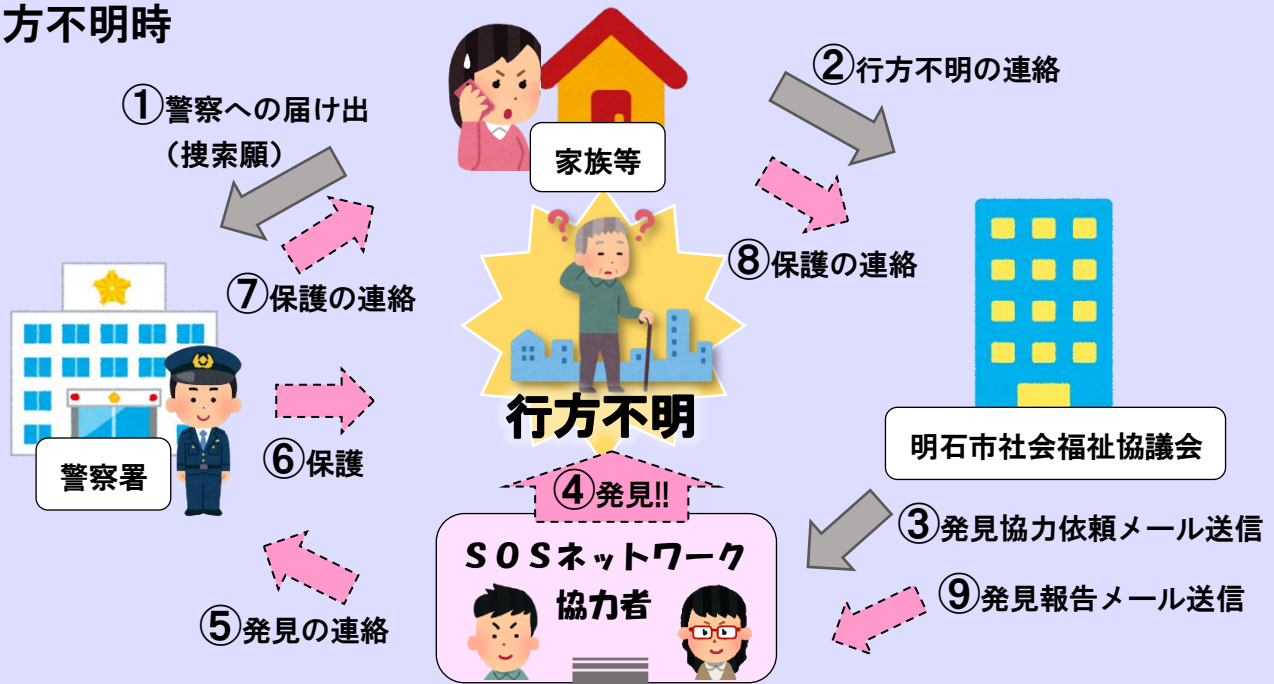 方不明時
①警察への届け出
（捜索願）
②行方不明の連絡
家族等
? ?
⑧保護の連絡
⑦保護の連絡
行方不明
⑥保護
警察署
明石市社会福祉協議会
④発見!!
③発見協力依頼メール送信
SOSネットワーク
協力者
⑨発見報告メール送信
⑤発見の連絡